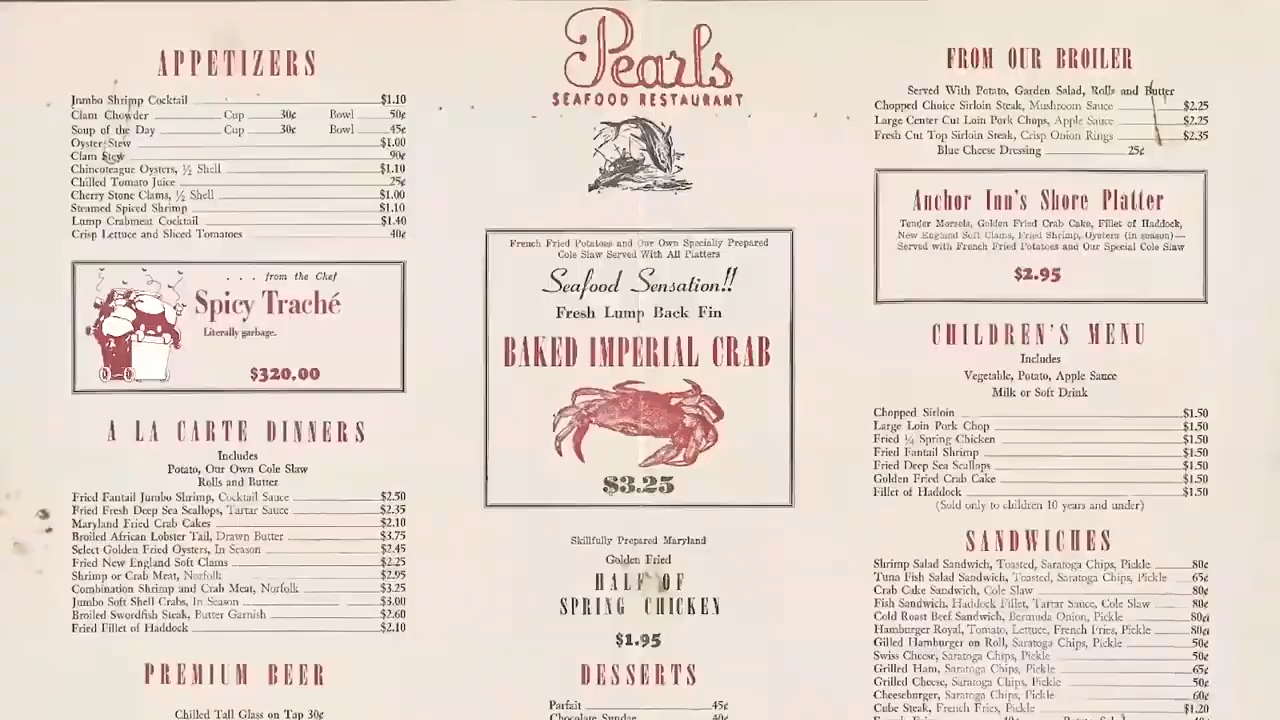 Pearls
SEAFOOD RESTAURANT
APPETIZERS
Jumbo Shrimp Cocktail $1.10
Clam Chowder Cup 30¢ Bowl 50¢
Soup of the Day Cup 30¢ Bowl 45¢
Oyster Stew $1.00
Clam Stew 90¢
Chincoteague Oysters, ½ Shell $1.10
Chilled Tomato Juice 25¢
Cherry Stone Clams, ½ Shell $1.00
Steamed Spiced Shrimp $1.10
Lump Crabmeat Cocktail $1.40
Crisp Lettuce and Sliced Tomatoes 40¢
. . . from the Chef
Spicy Traché
Literally garbage.
$320.00
A LA CARTE DINNERS
Includes
Potato, Our Own Cole Slaw
Rolls and Butter
Fried Fantail Jumbo Shrimp, Cocktail Sauce $2.50
Fried Fresh Deep Sea Scallops, Tartar Sauce $2.35
Maryland Fried Crab Cakes $2.10
Broiled African Lobster Tail, Drawn Butter $3.75
Select Golden Fried Oysters, In Season $2.45
Fried New England Soft Clams $2.25
Shrimp or Crab Meat, Norfolk $2.95
Combination Shrimp and Crab Meat, Norfolk $3.25
Jumbo Soft Shell Crabs, In Season $3.00
Broiled Swordfish Steak, Butter Garnish $2.60
Fried Fillet of Haddock $2.10
PREMIUM BEER
Chilled Tall Glass on Tap 30¢
French Fried Potatoes and Our Own Specially Prepared
Cole Slaw Served With All Platters
Seafood Sensation!!
Fresh Lump Back Fin
BAKED IMPERIAL CRAB
$3.25
Skillfully Prepared Maryland
Golden Fried
HALF OF
SPRING CHICKEN
$1.95
DESSERTS
Parfait 45¢
Chocolate Sundae 40¢
FROM OUR BROILER
Served With Potato, Garden Salad, Rolls and Butter
Chopped Choice Sirloin Steak, Mushroom Sauce $2.25
Large Center Cut Loin Pork Chops, Apple Sauce $2.25
Fresh Cut Top Sirloin Steak, Crisp Onion Rings $2.35
Blue Cheese Dressing 25¢
Anchor Inn's Shore Platter
Tender Morsels, Golden Fried Crab Cake, Fillet of Haddock,
New England Soft Clams, Fried Shrimp, Oysters (in season)—
Served with French Fried Potatoes and Our Special Cole Slaw
$2.95
CHILDREN'S MENU
Includes
Vegetable, Potato, Apple Sauce
Milk or Soft Drink
Chopped Sirloin $1.50
Large Loin Pork Chop $1.50
Fried ¼ Spring Chicken $1.50
Fried Fantail Shrimp $1.50
Fried Deep Sea Scallops $1.50
Golden Fried Crab Cake $1.50
Fillet of Haddock $1.50
(Sold only to children 10 years and under)
SANDWICHES
Shrimp Salad Sandwich, Toasted, Saratoga Chips, Pickle 80¢
Tuna Fish Salad Sandwich, Toasted, Saratoga Chips, Pickle 65¢
Crab Cake Sandwich, Cole Slaw 80¢
Fish Sandwich, Haddock Fillet, Tartar Sauce, Cole Slaw 80¢
Cold Roast Beef Sandwich, Bermuda Onion, Pickle 80¢
Hamburger Royal, Tomato, Lettuce, French Fries, Pickle 80¢
Gilled Hamburger on Roll, Saratoga Chips, Pickle 50¢
Swiss Cheese, Saratoga Chips, Pickle 50¢
Grilled Ham, Saratoga Chips, Pickle 65¢
Grilled Cheese, Saratoga Chips, Pickle 50¢
Cheeseburger, Saratoga Chips, Pickle 60¢
Cube Steak, French Fries, Pickle $1.20